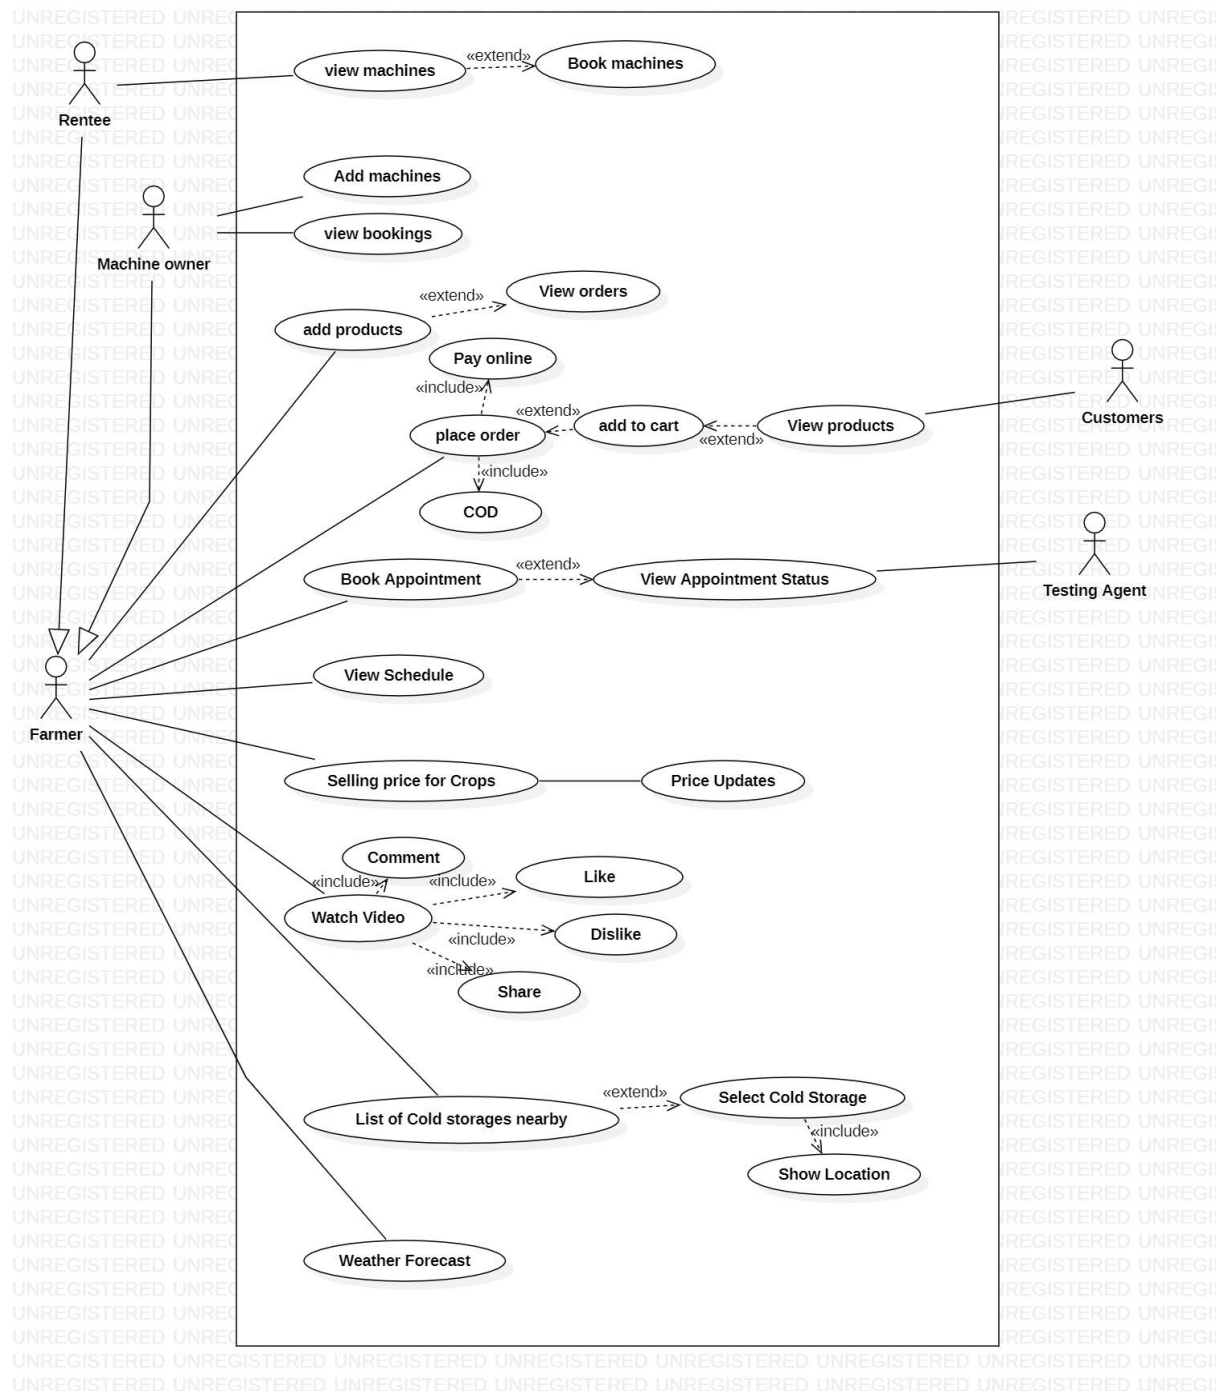 «extend»
view machines
Book machines
Rentee
Add machines
view bookings
Machine owner
View orders
«extend»
add products
Pay online
«include»
«extend»
add to cart
View products
Customers
place order
«extend»
«include»
COD
«extend»
Book Appointment
View Appointment Status
Testing Agent
View Schedule
Farmer
Selling price for Crops
Price Updates
Comment
Like
«include»
«include»
Watch Video
Dislike
«include»
«include»
Share
«extend»
Select Cold Storage
List of Cold storages nearby
«include»
Show Location
Weather Forecast
UNREGISTERED UNREGISTERED UNREGISTERED UNREGISTERED UNREGISTERED UNREGISTERED UNREGISTERED